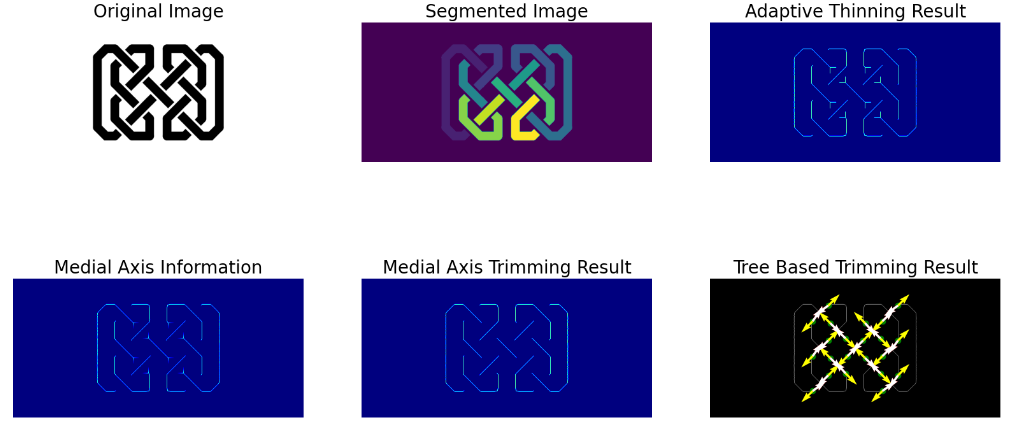 Original Image
Segmented Image
Adaptive Thinning Result
Medial Axis Information
Medial Axis Trimming Result
Tree Based Trimming Result